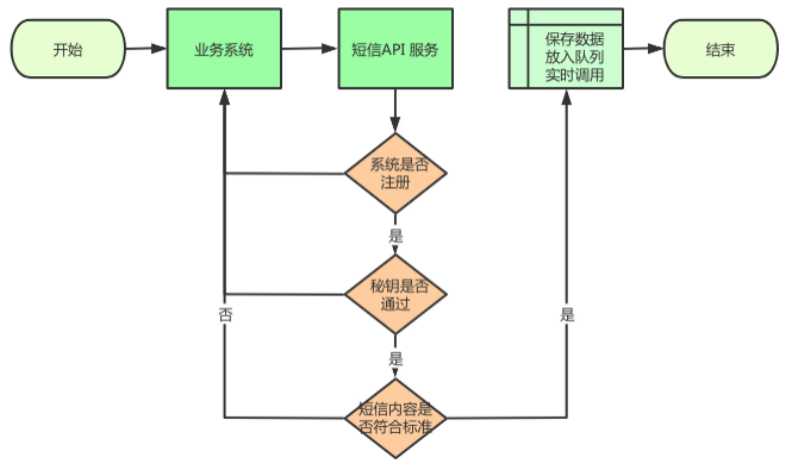 开始
业务系统
短信API 服务
保存数据
放入队列
实时调用
结束
系统是否
注册
是
秘钥是否
通过
否
是
是
短信内容是
否符合标准